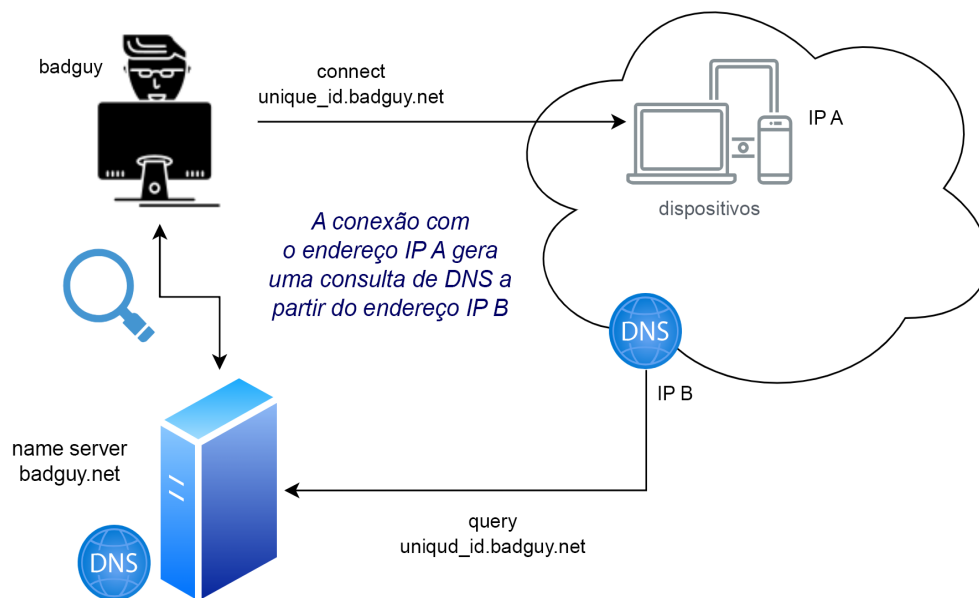 badguy
connect
unique_id.badguy.net
IP A
dispositivos
A conexão com
o endereço IP A gera
uma consulta de DNS a
partir do endereço IP B
DNS
IP B
name server
badguy.net
query
uniqud_id.badguy.net
DNS